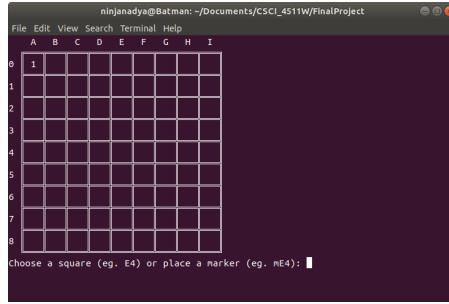 ninjanadya@Batman: ~/Documents/CSCI_4511W/FinalProject
File Edit View Search Terminal Help
A B C D E F G H I
0 1
1
2
3
4
5
6
7
8
Choose a square (eg. E4) or place a marker (eg. mE4):